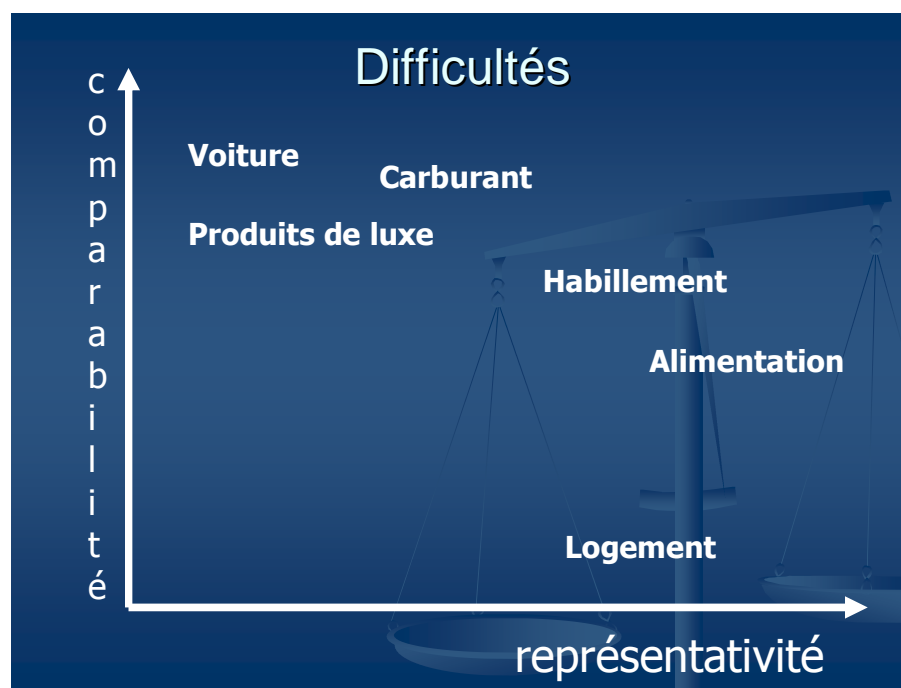 Difficultés
comparabilité
Voiture
Carburant
Produits de luxe
Habillement
Alimentation
Logement
représentativité